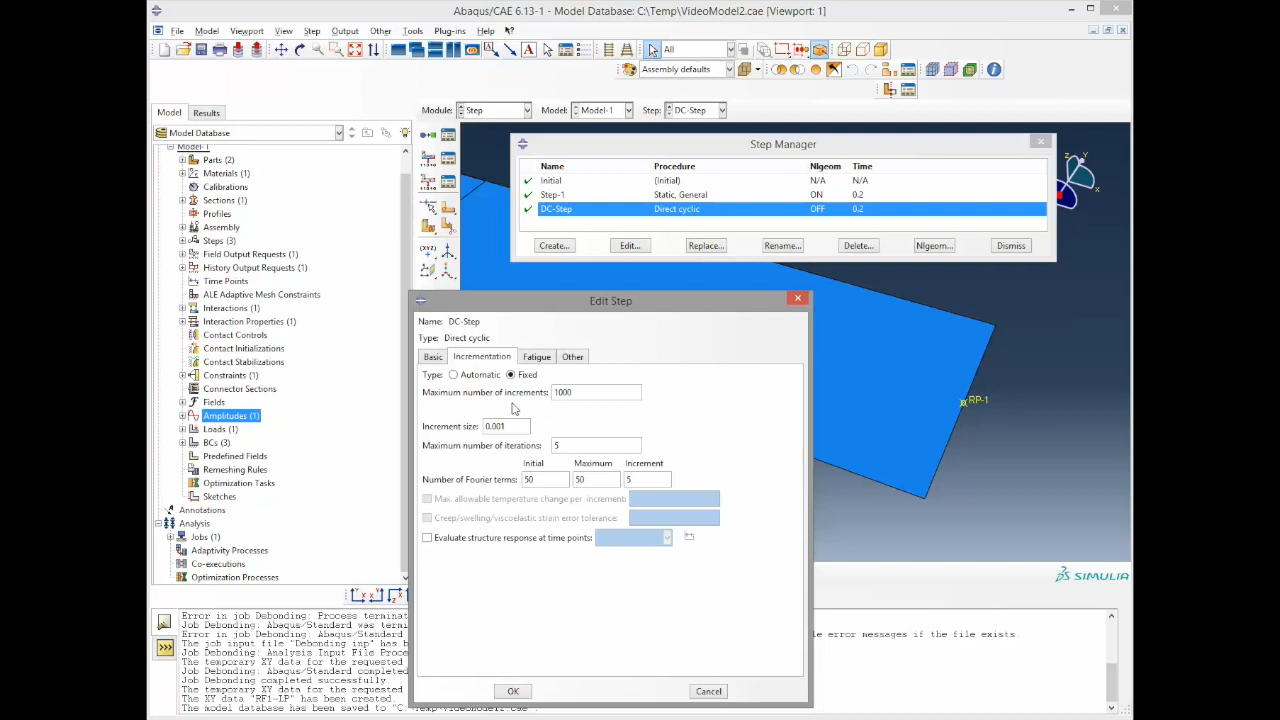 Abaqus/CAE 6.13-1 - Model Database: C:\Temp\VideoModel2.cae [Viewport: 1]
File Model Viewport View Step Output Other Tools Plug-ins Help
All
Assembly defaults
Model Results
Module: Step Model: Model-1 Step: DC-Step
Model Database
Model-1
Parts (2)
Materials (1)
Calibrations
Sections (1)
Profiles
Assembly
Steps (3)
Field Output Requests (1)
History Output Requests (1)
Time Points
ALE Adaptive Mesh Constraints
Interactions (1)
Interaction Properties (1)
Contact Controls
Contact Initializations
Contact Stabilizations
Constraints (1)
Connector Sections
Fields
Amplitudes (1)
Loads (1)
BCs (3)
Predefined Fields
Remeshing Rules
Optimization Tasks
Sketches
Annotations
Analysis
Jobs (1)
Adaptivity Processes
Co-executions
Optimization Processes
Step Manager
Name Procedure Nlgeom Time
Initial (Initial) N/A N/A
Step-1 Static, General ON 0.2
DC-Step Direct cyclic OFF 0.2
Create... Edit... Replace... Rename... Delete... Nlgeom... Dismiss
Z Y
X
RP-1
Edit Step
Name: DC-Step
Type: Direct cyclic
Basic Incrementation Fatigue Other
Type: Automatic Fixed
Maximum number of increments: 1000
Increment size: 0.001
Maximum number of iterations: 5
Initial Maximum Increment
Number of Fourier terms: 50 50 5
Max. allowable temperature change per increment:
Creep/swelling/viscoelastic strain error tolerance:
Evaluate structure response at time points:
OK Cancel
SIMULIA
Error in job Debonding: Process terminat
Job Debonding: Abaqus/Standard was termi
Error in job Debonding: Abaqus/Standard
le error messages if the file exists.
The job input file "Debonding inp" has b
Job Debonding: Analysis Input File Proce
The temporary XY data for the requested
Job Debonding: Abaqus/Standard completed
Job Debonding completed successfully.
The temporary XY data for the requested
The XY data "RF1-LP" has been created.
The model database has been saved to "C:\Temp\VideoModel2.cae".